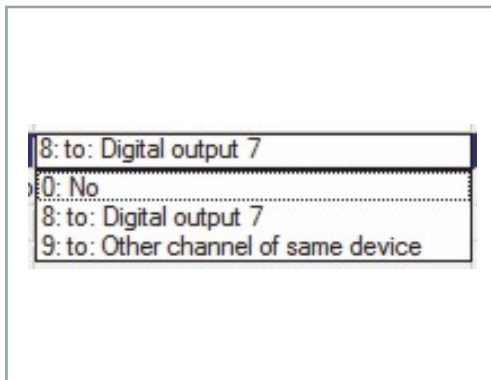 8: to: Digital output 7
0: No
8: to: Digital output 7
9: to: Other channel of same device